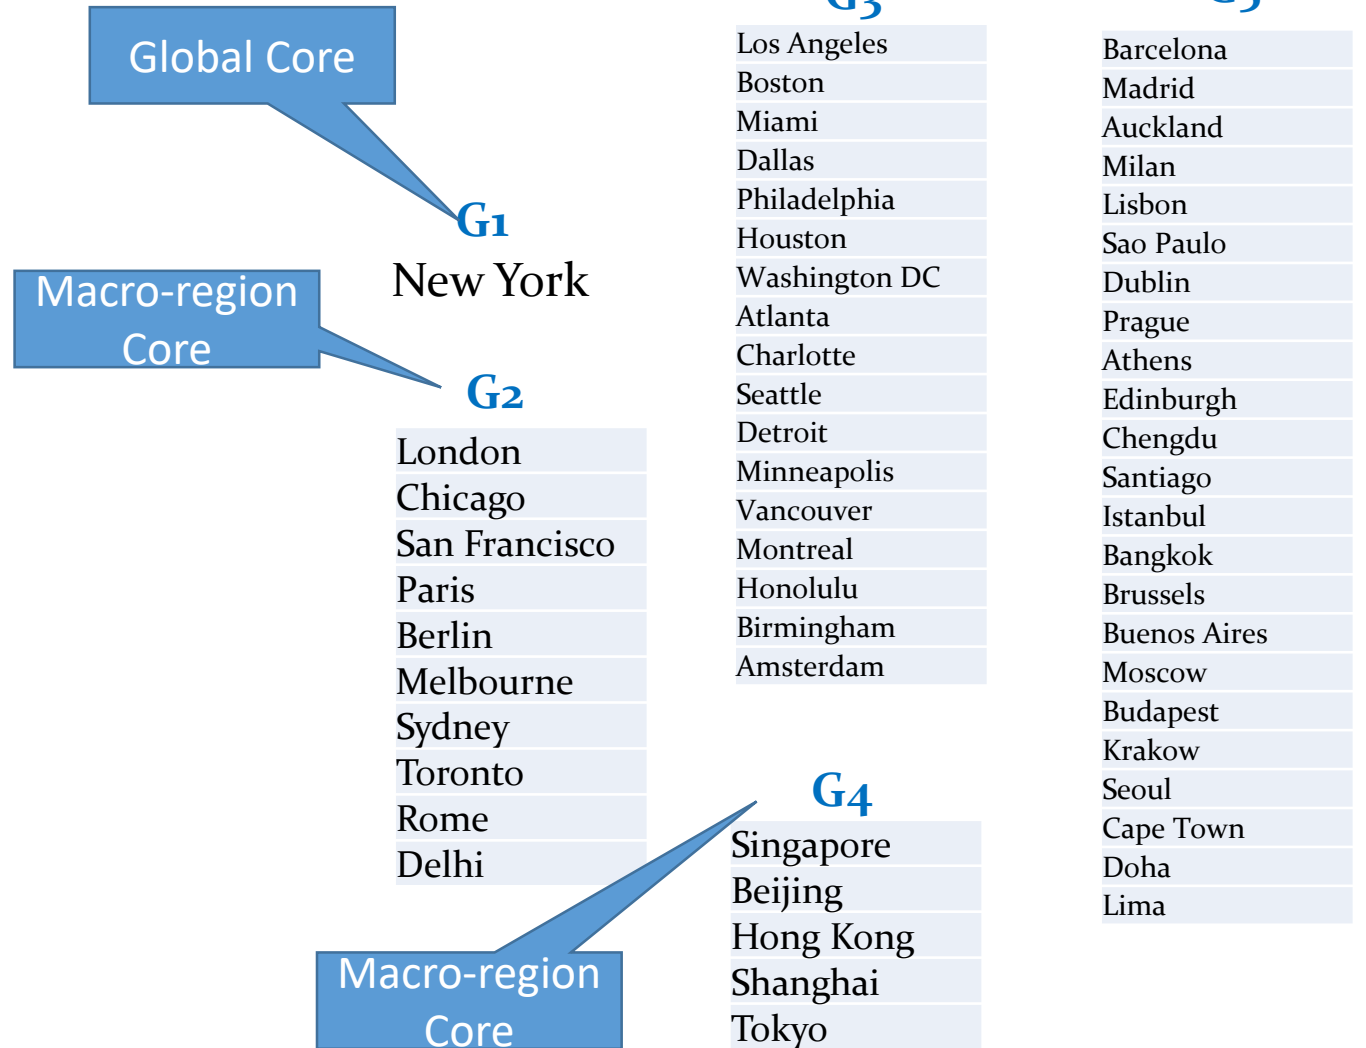 Global Core
G1
New York
Macro-region
Core
G2
London
Chicago
San Francisco
Paris
Berlin
Melbourne
Sydney
Toronto
Rome
Delhi
G3
Los Angeles
Boston
Miami
Dallas
Philadelphia
Houston
Washington DC
Atlanta
Charlotte
Seattle
Detroit
Minneapolis
Vancouver
Montreal
Honolulu
Birmingham
Amsterdam
G4
Singapore
Beijing
Hong Kong
Shanghai
Tokyo
Macro-region
Core
G5
Barcelona
Madrid
Auckland
Milan
Lisbon
Sao Paulo
Dublin
Prague
Athens
Edinburgh
Chengdu
Santiago
Istanbul
Bangkok
Brussels
Buenos Aires
Moscow
Budapest
Krakow
Seoul
Cape Town
Doha
Lima